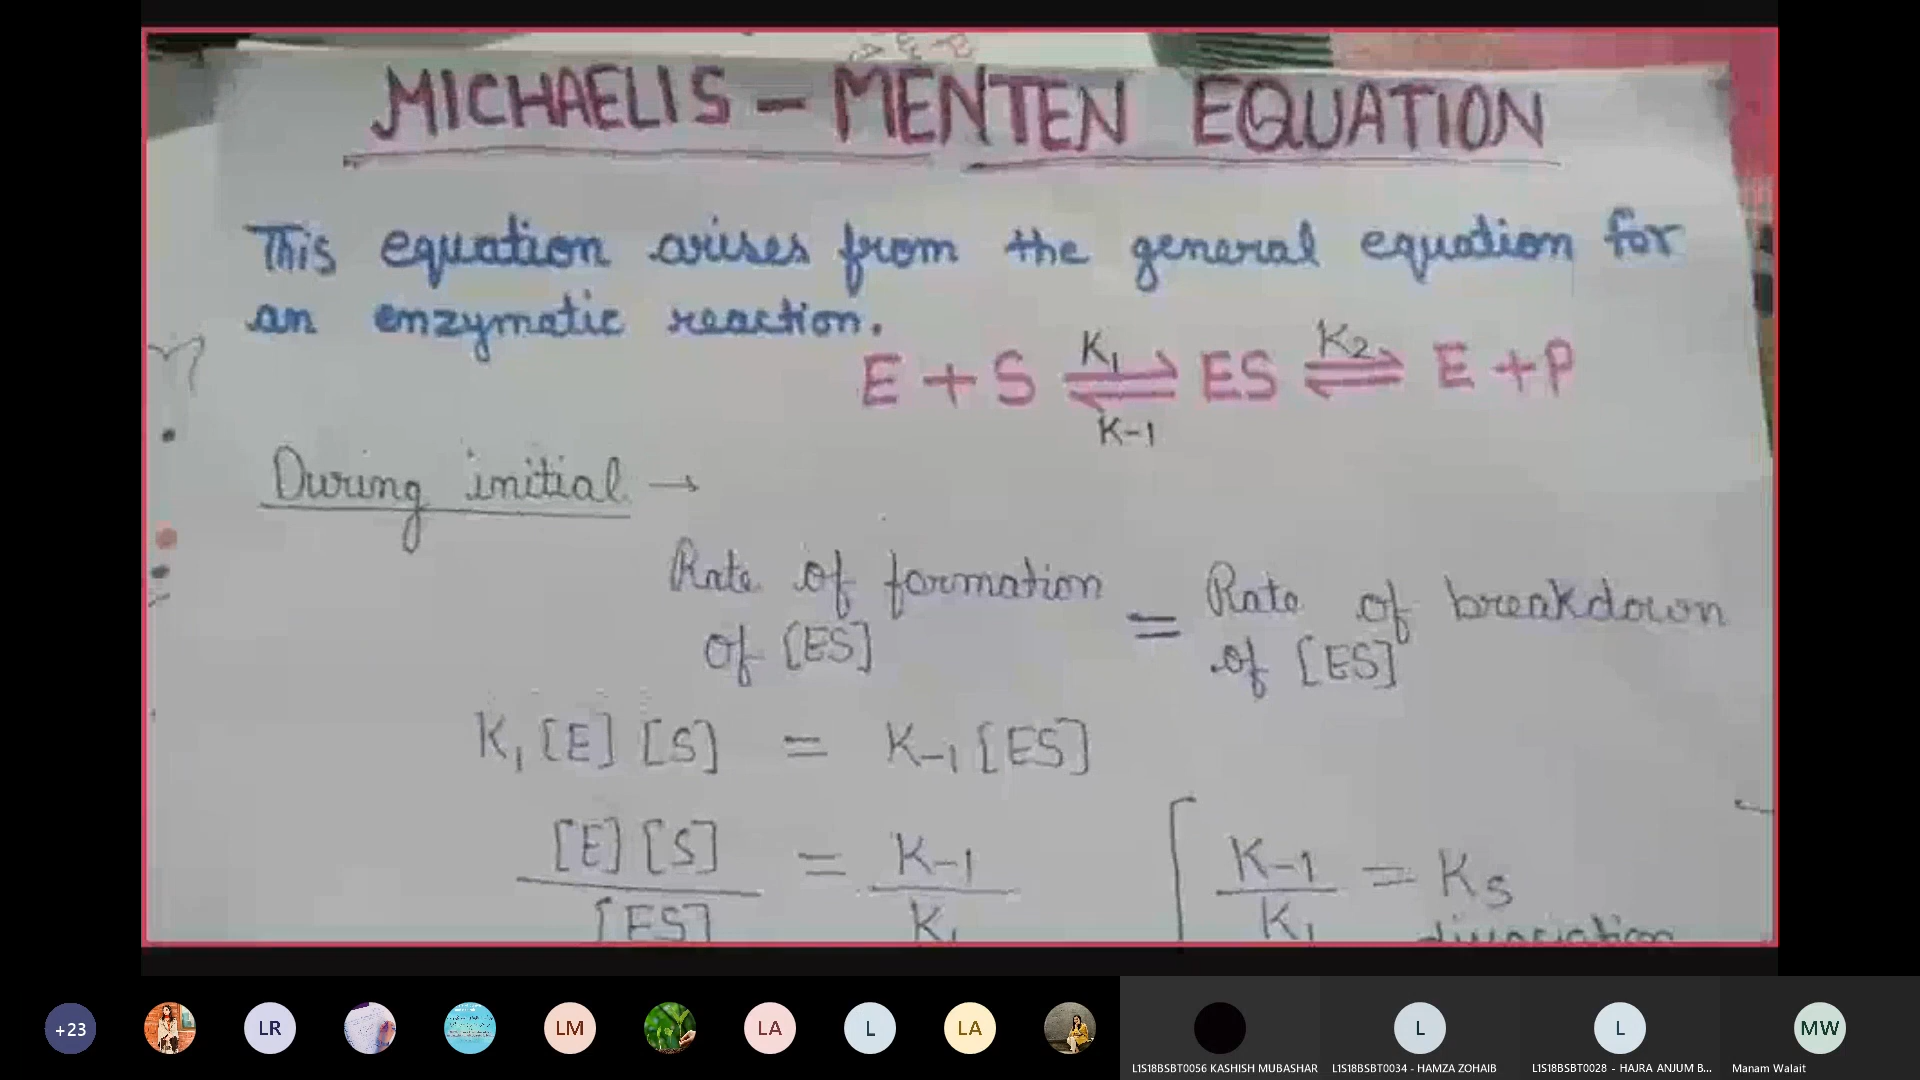 MICHAELIS - MENTEN EQUATION
This equation arises from the general equation for
an enzymatic reaction.
E + S K1 K-1 ES K2 E + P
During initial →
Rate of formation of [ES] = Rate of breakdown of [ES]
K1 [E] [S] = K-1 [ES]
[E] [S] / [ES] = K-1 / K1 [ K-1 / K1 = Ks
dissociation
+23 LR LM LA L LA L L MW
L1S18BSBT0056 KASHISH MUBASHAR L1S18BSBT0034 - HAMZA ZOHAIB L1S18BSBT0028 - HAJRA ANJUM B... Manam Walait